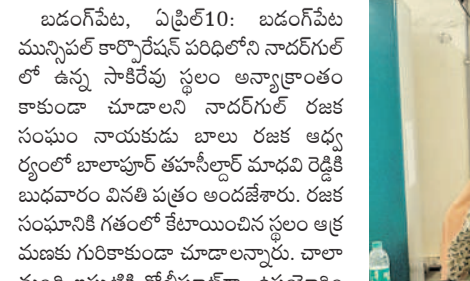 బడంగ్‌పేట, ఏప్రిల్10: బడంగ్‌పేట
మున్సిపల్ కార్పొరేషన్ పరిధిలోని నాదర్‌గుల్
లో ఉన్న సాకిరేవు స్థలం అన్యాక్రాంతం
కాకుండా చూడాలని నాదర్‌గుల్ రజక
సంఘం నాయకుడు బాలు రజక ఆధ్వ
ర్యంలో బాలాపూర్ తహసీల్దార్ మాధవి రెడ్డికి
బుధవారం వినతి పత్రం అందజేశారు. రజక
సంఘానికి గతంలో కేటాయించిన స్థలం ఆక్ర
మణకు గురికాకుండా చూడాలన్నారు. చాలా